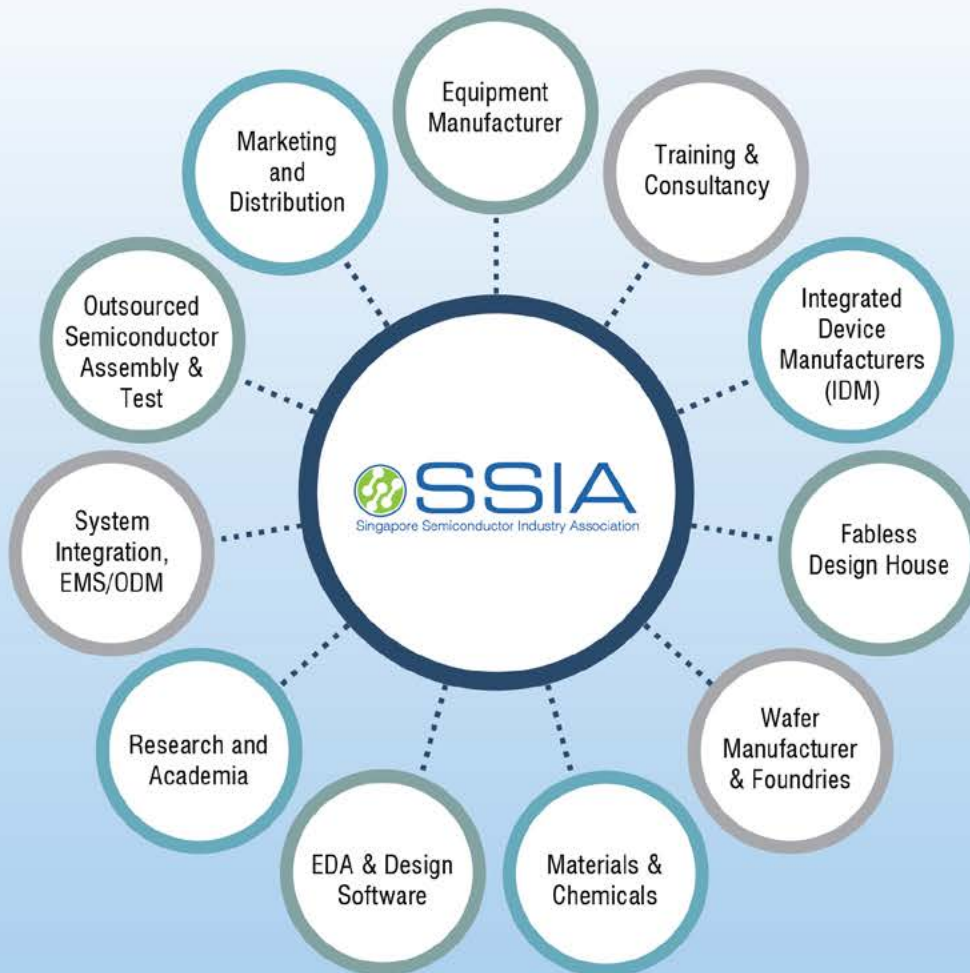 Equipment
Manufacturer
Training &
Consultancy
Integrated
Device
Manufacturers
(IDM)
Fabless
Design House
Wafer
Manufacturer
& Foundries
Materials &
Chemicals
EDA & Design
Software
Research and
Academia
System
Integration,
EMS/ODM
Outsourced
Semiconductor
Assembly &
Test
Marketing
and
Distribution
SSIA
Singapore Semiconductor Industry Association